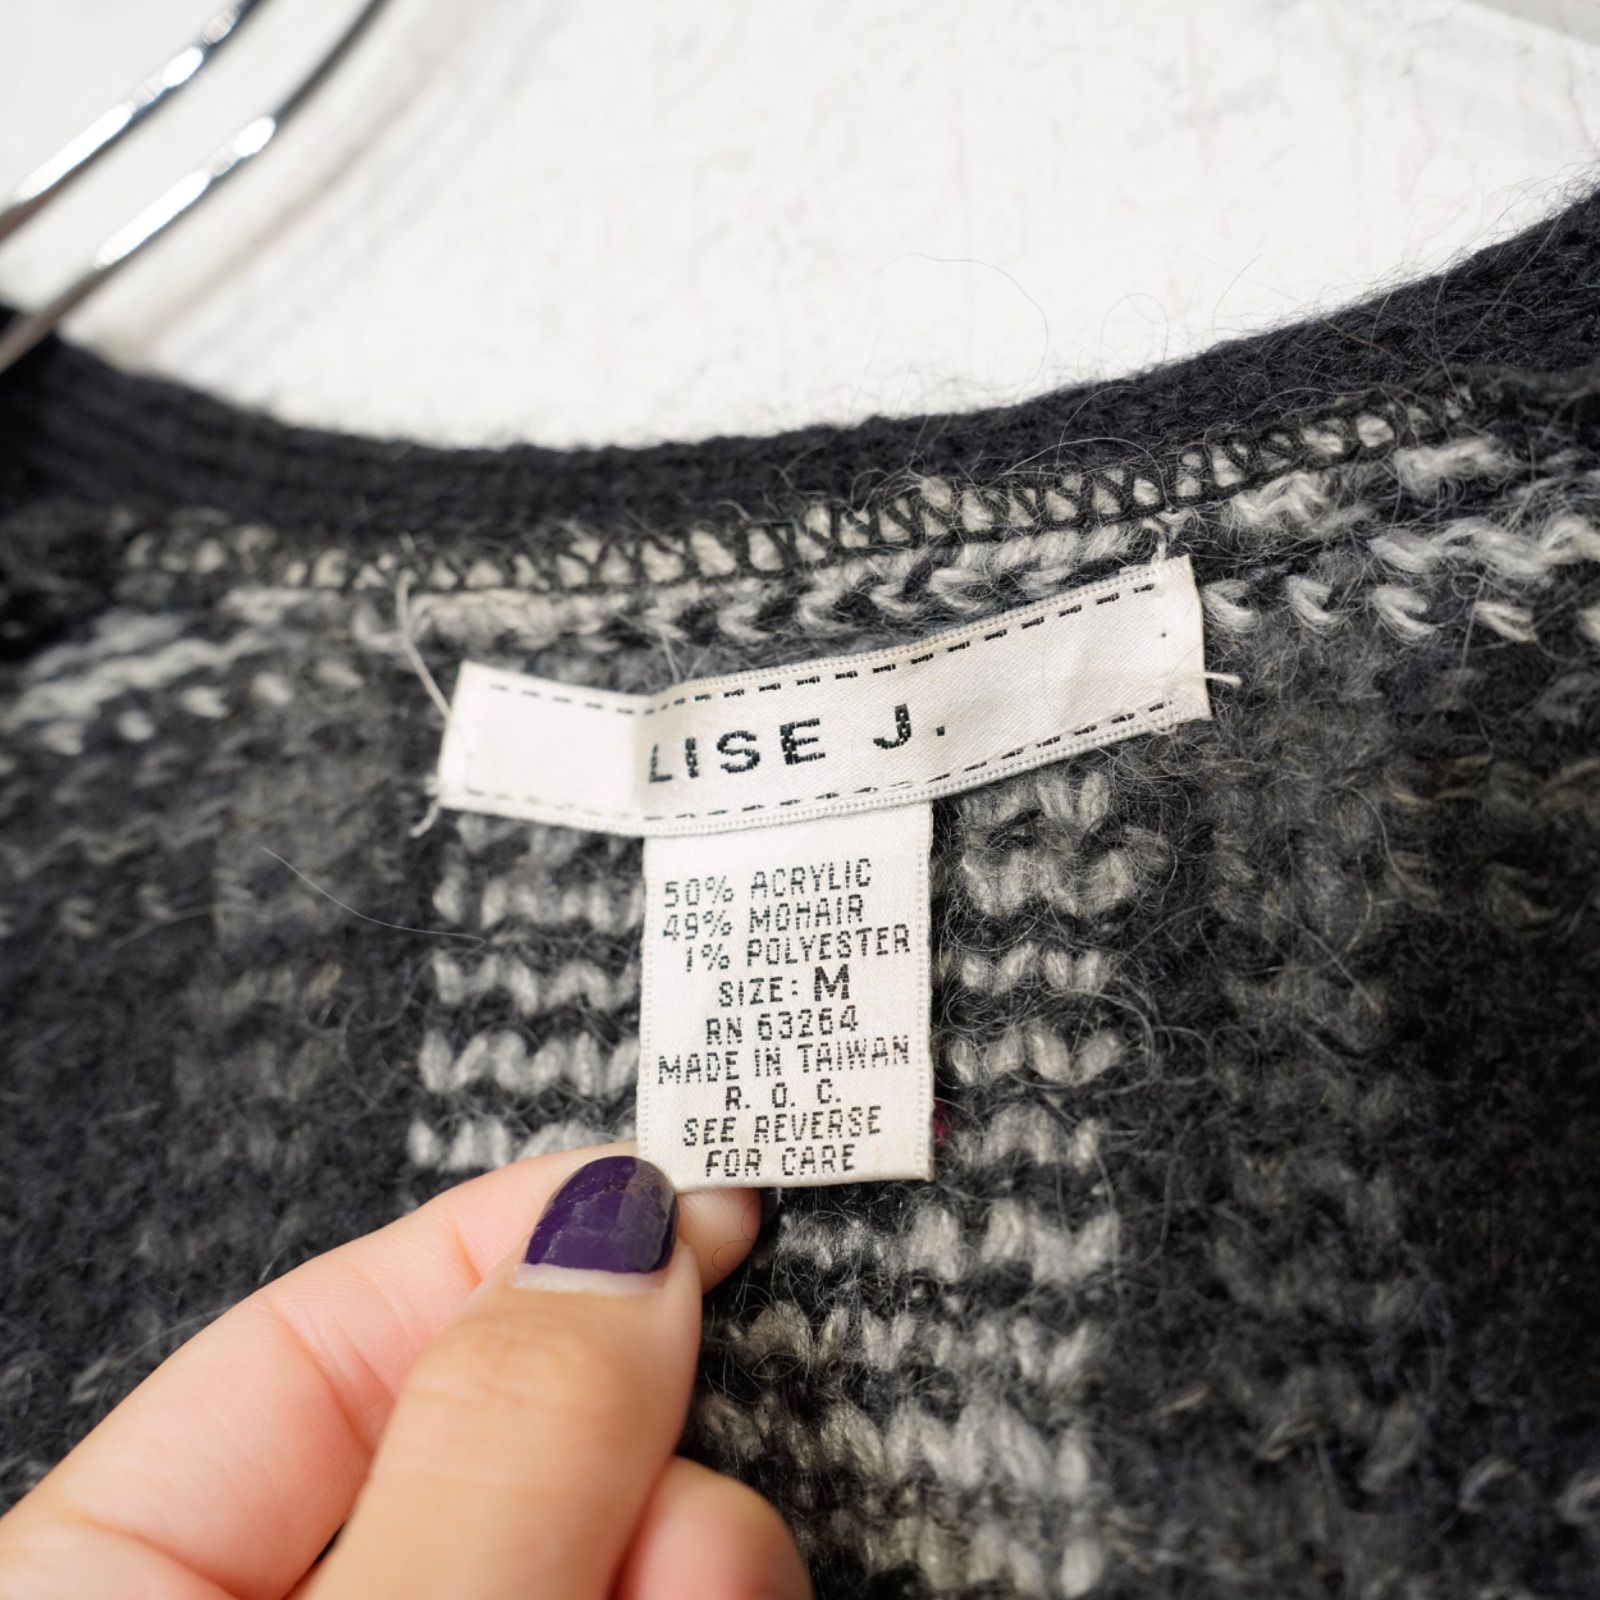 LISE J.
50% ACRYLIC
49% MOHAIR
1% POLYESTER
SIZE: M
RN 63264
MADE IN TAIWAN
R. O. C.
SEE REVERSE
FOR CARE